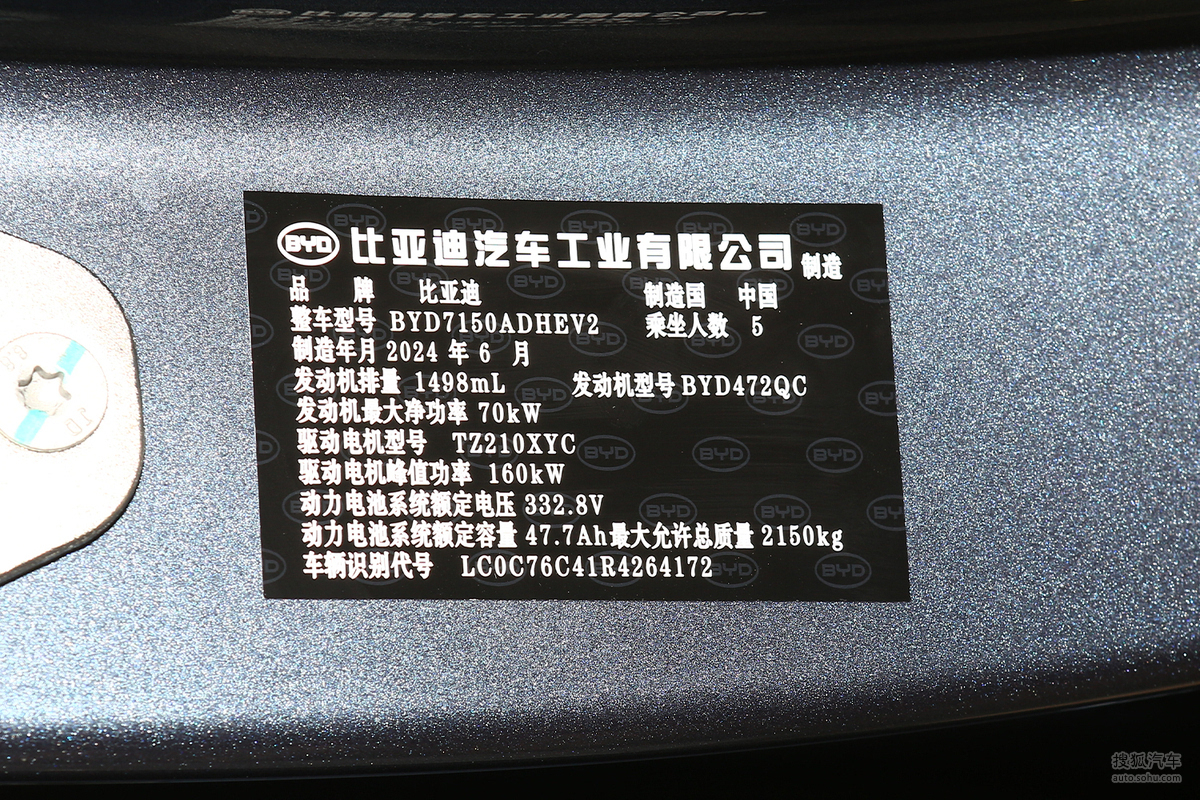 BYD 比亚迪汽车工业有限公司 制造
品 牌 比亚迪 制造国 中国
整车型号 BYD7150ADHEV2 乘坐人数 5
制造年月 2024 年 6 月
发动机排量 1498mL 发动机型号 BYD472QC
发动机最大净功率 70kW
驱动电机型号 TZ210XYC
驱动电机峰值功率 160kW
动力电池系统额定电压 332.8V
动力电池系统额定容量 47.7Ah最大允许总质量 2150kg
车辆识别代号 LC0C76C41R4264172
搜狐汽车
auto.sohu.com